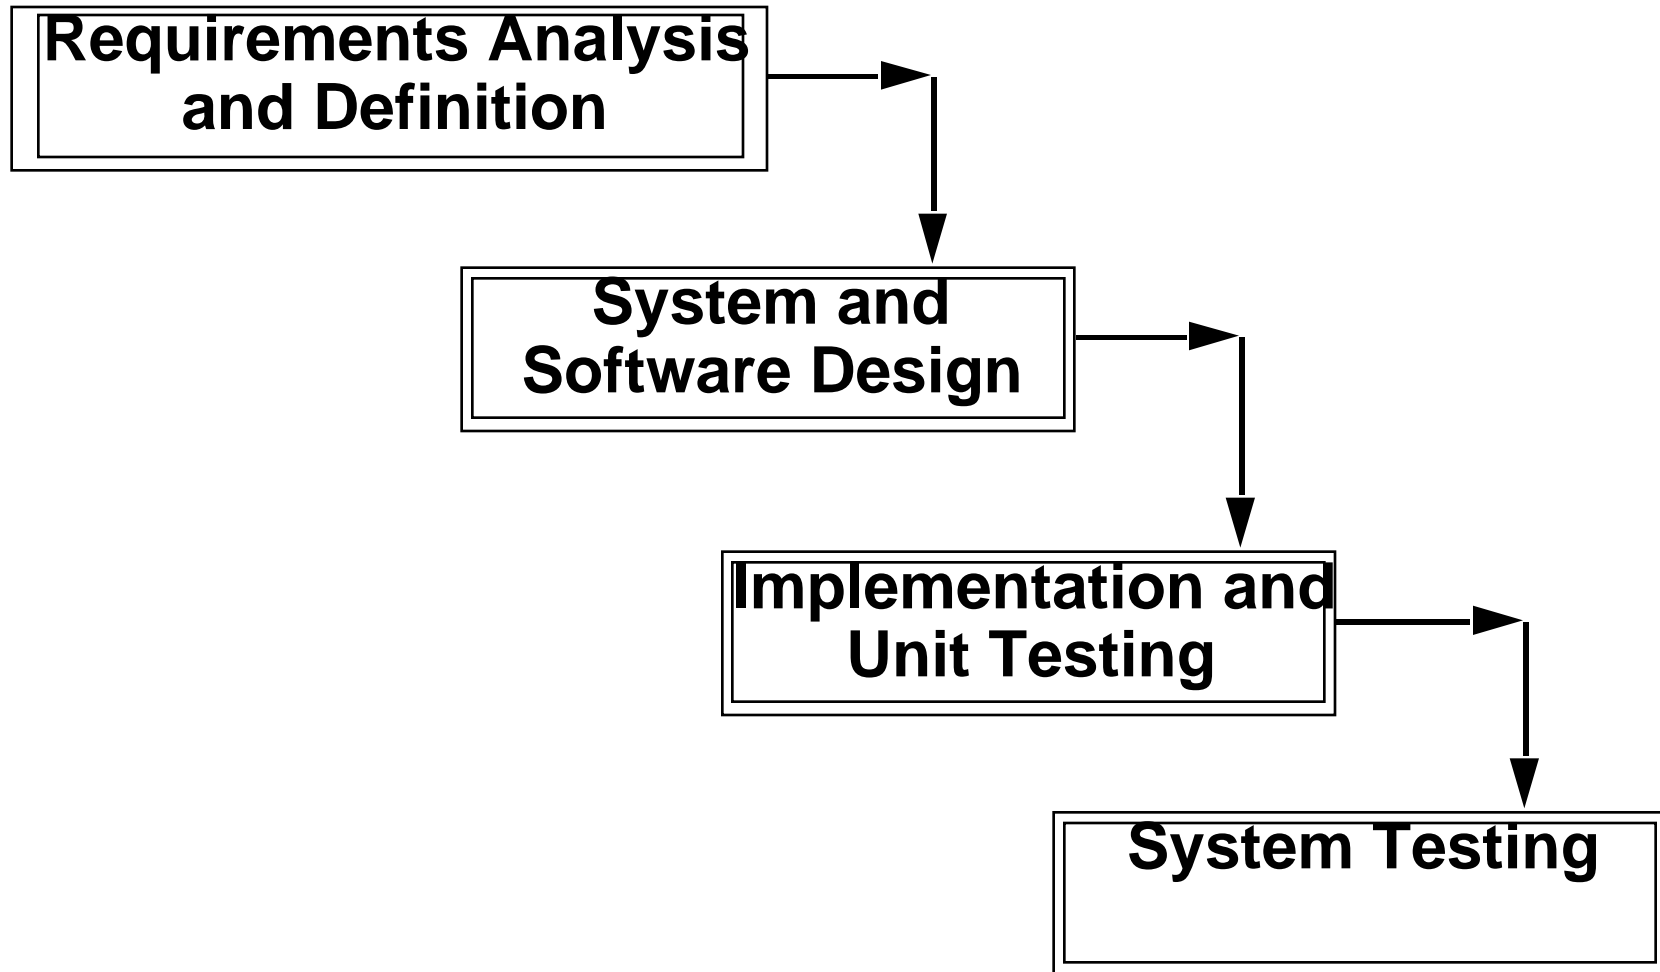 Requirements Analysis
and Definition
System and
Software Design
Implementation and
Unit Testing
System Testing